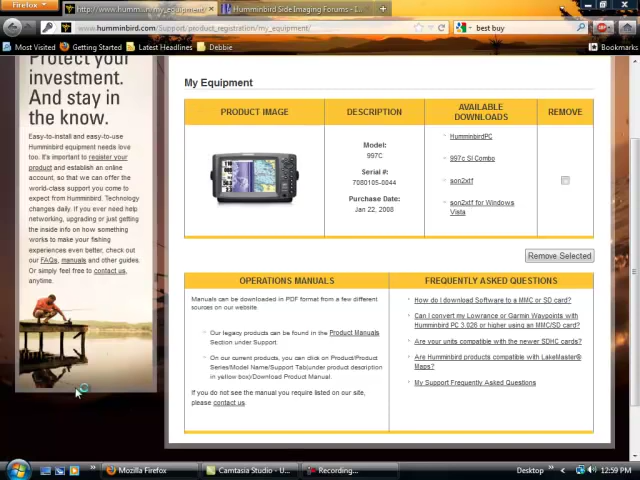 Firefox
http://www.humminb...n/my_equipment/
Humminbird Side Imaging Forums - I...
www.humminbird.com/Support/product_registration/my_equipment/
best buy
Most Visited Getting Started Latest Headlines Debbie Bookmarks
Protect your
investment.
And stay in
the know.
Easy-to-install and easy-to-use
Humminbird equipment needs love
too. It's important to register your
product and establish an online
account, so that we can offer the
world-class support you come to
expect from Humminbird. Technology
changes daily. If you ever need help
networking, upgrading or just getting
the inside info on how something
works to make your fishing
experiences even better, check out
our FAQs, manuals and other guides.
Or simply feel free to contact us,
anytime.
My Equipment
PRODUCT IMAGE DESCRIPTION AVAILABLE DOWNLOADS REMOVE
Model:
997C
Serial #:
7080105-0044
Purchase Date:
Jan 22, 2008
HumminbirdPC
997c SI Combo
son2xtf
son2xtf for Windows
Vista
Remove Selected
OPERATIONS MANUALS
Manuals can be downloaded in PDF format from a few different
sources on our website.
Our legacy products can be found in the Product Manuals
Section under Support.
On our current products, you can click on Product/Product
Series/Model Name/Support Tab(under product description
in yellow box)/Download Product Manual.
If you do not see the manual you require listed on our site,
please contact us.
FREQUENTLY ASKED QUESTIONS
How do I download Software to a MMC or SD card?
Can I convert my Lowrance or Garmin Waypoints with
Humminbird PC 3.026 or higher using an MMC/SD card?
Are your units compatible with the newer SDHC cards?
Are Humminbird products compatible with LakeMaster®
Maps?
My Support Frequently Asked Questions
Mozilla Firefox
Camtasia Studio - U...
Recording...
Desktop
12:59 PM